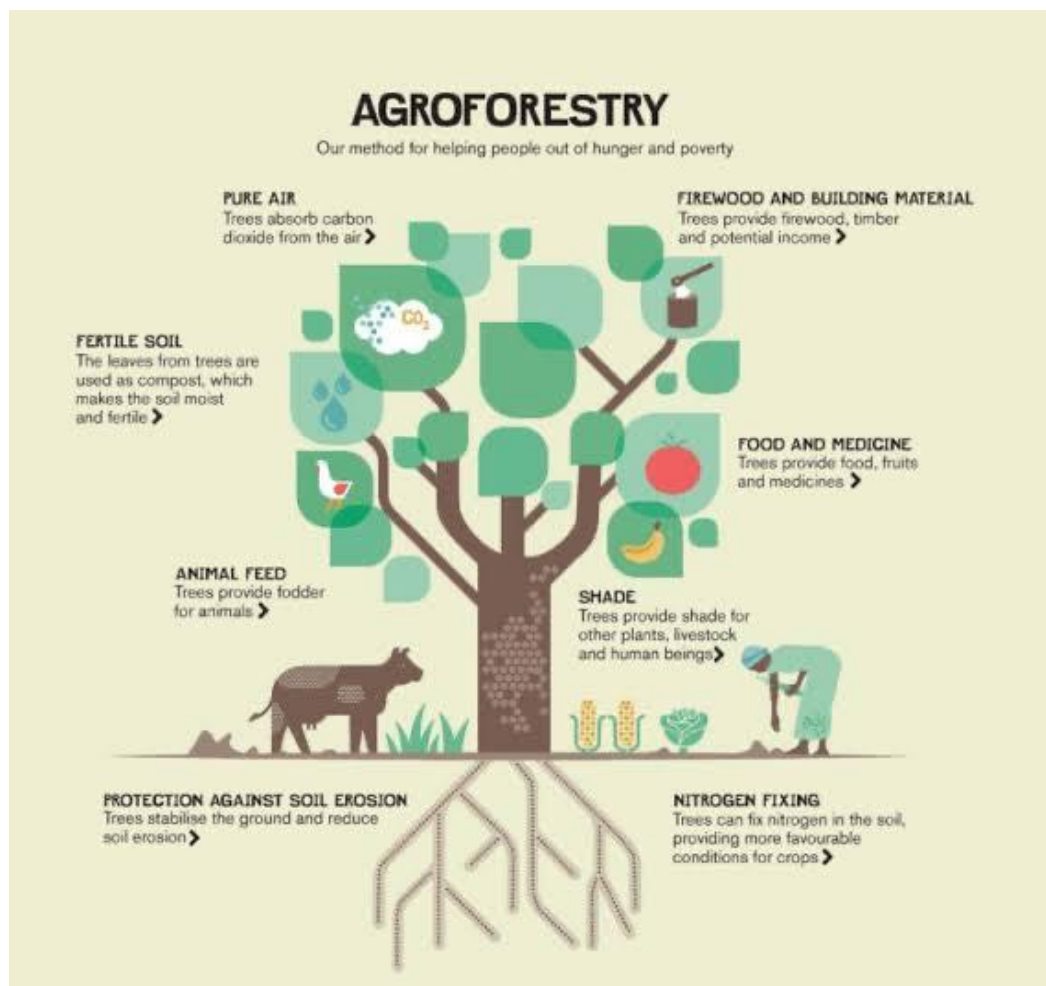 AGROFORESTRY
Our method for helping people out of hunger and poverty
PURE AIR
Trees absorb carbon
dioxide from the air >
FIREWOOD AND BUILDING MATERIAL
Trees provide firewood, timber
and potential income >
CO₂
FERTILE SOIL
The leaves from trees are
used as compost, which
makes the soil moist
and fertile >
FOOD AND MEDICINE
Trees provide food, fruits
and medicines >
ANIMAL FEED
Trees provide fodder
for animals >
SHADE
Trees provide shade for
other plants, livestock
and human beings >
PROTECTION AGAINST SOIL EROSION
Trees stabilise the ground and reduce
soil erosion >
NITROGEN FIXING
Trees can fix nitrogen in the soil,
providing more favourable
conditions for crops >